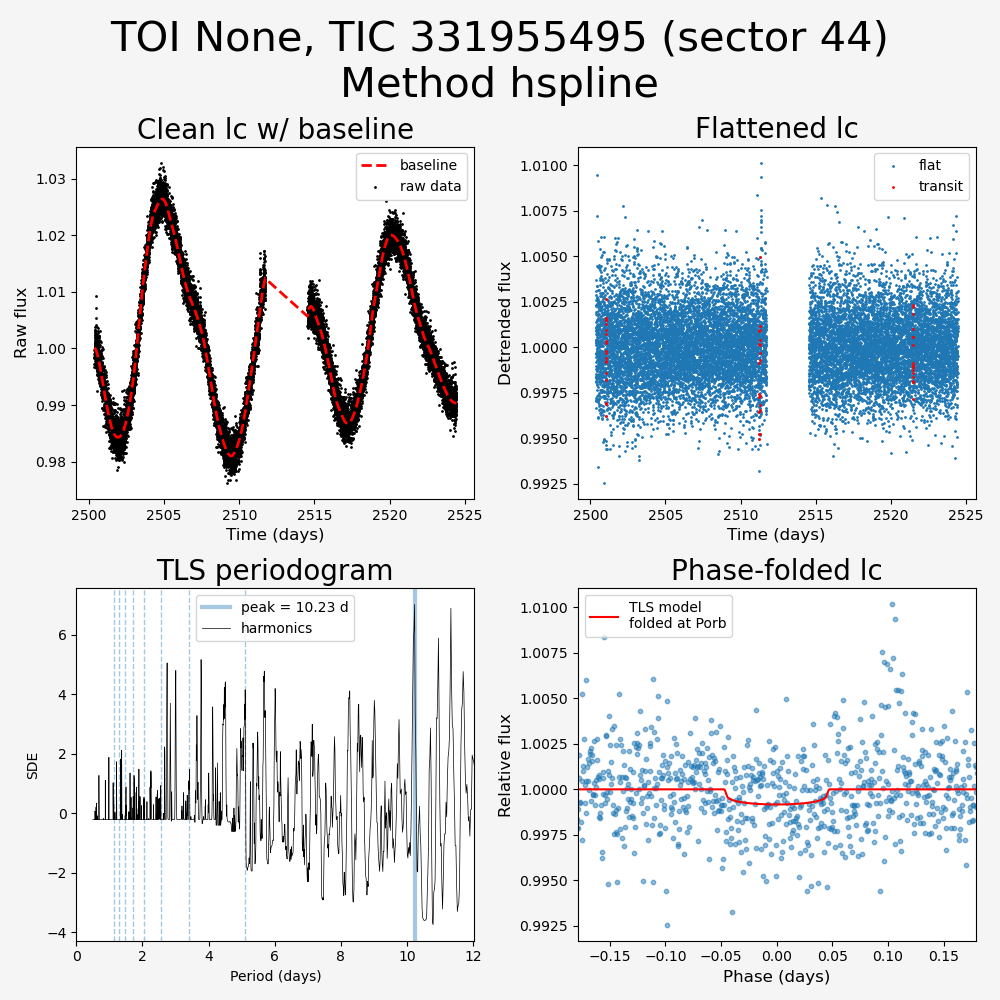 TOI None, TIC 331955495 (sector 44)
Method hspline
Clean lc w/ baseline
Raw flux
1.03
1.02
1.01
1.00
0.99
0.98
baseline
raw data
2500
2505
2510
2515
2520
2525
Time (days)
Flattened lc
Detrended flux
1.0100
1.0075
1.0050
1.0025
1.0000
0.9975
0.9950
0.9925
flat
transit
2500
2505
2510
2515
2520
2525
Time (days)
TLS periodogram
SDE
6
4
2
0
−2
−4
peak = 10.23 d
harmonics
0
2
4
6
8
10
12
Period (days)
Phase-folded lc
Relative flux
1.0100
1.0075
1.0050
1.0025
1.0000
0.9975
0.9950
0.9925
TLS model
folded at Porb
−0.15
−0.10
−0.05
0.00
0.05
0.10
0.15
Phase (days)